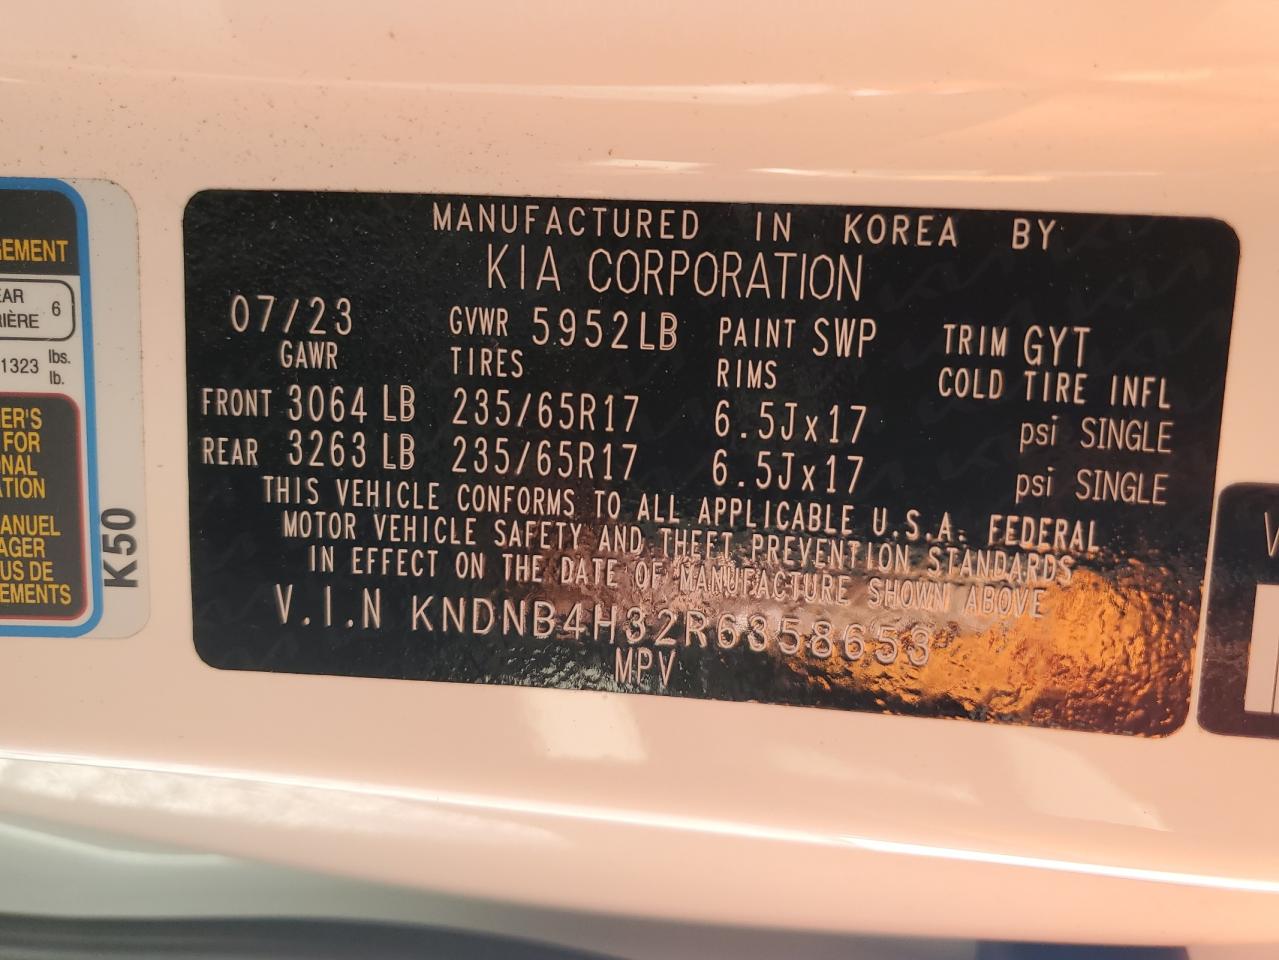 GEMENT
EAR 6
RIÈRE
1323 lbs.
lb.
ER'S
FOR
ONAL
ATION
MANUEL
AGER
US DE
EMENTS
K50
MANUFACTURED IN KOREA BY
KIA CORPORATION
07/23 GVWR 5952LB PAINT SWP TRIM GYT
GAWR TIRES RIMS COLD TIRE INFL
FRONT 3064 LB 235/65R17 6.5Jx17 psi SINGLE
REAR 3263 LB 235/65R17 6.5Jx17 psi SINGLE
THIS VEHICLE CONFORMS TO ALL APPLICABLE U.S.A. FEDERAL
MOTOR VEHICLE SAFETY AND THEFT PREVENTION STANDARDS
IN EFFECT ON THE DATE OF MANUFACTURE SHOWN ABOVE
V.I.N KNDNB4H32R6358653
MPV
V